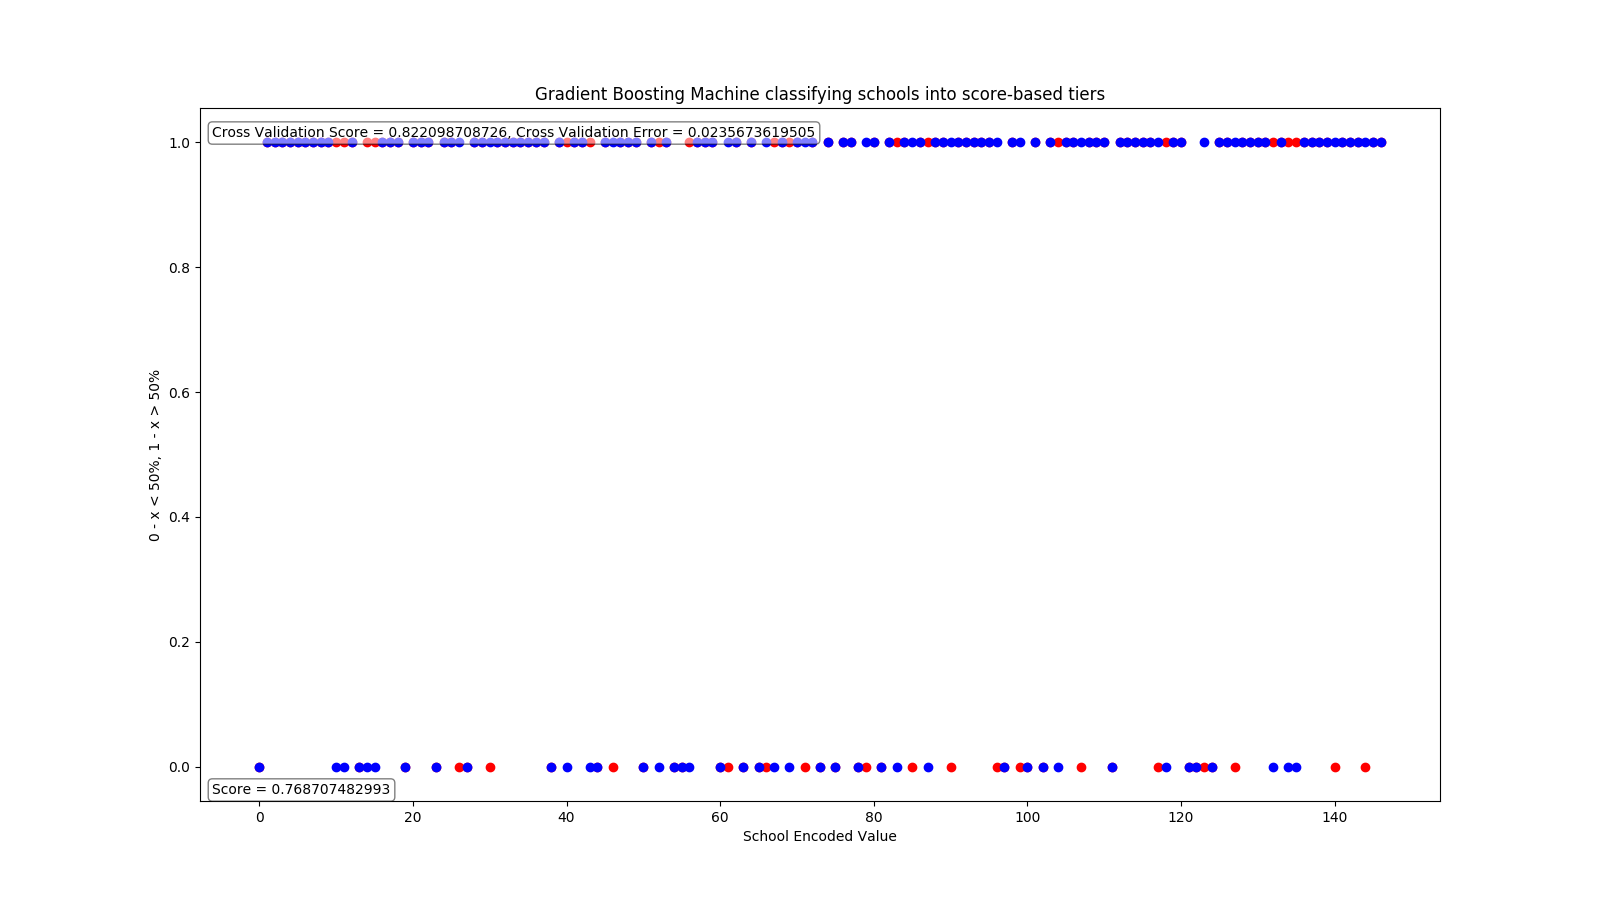 Gradient Boosting Machine classifying schools into score-based tiers
Cross Validation Score = 0.822098708726, Cross Validation Error = 0.0235673619505
1.0
0.8
0.6
0.4
0.2
0.0
0 - x < 50%, 1 - x > 50%
Score = 0.768707482993
0 20 40 60 80 100 120 140
School Encoded Value